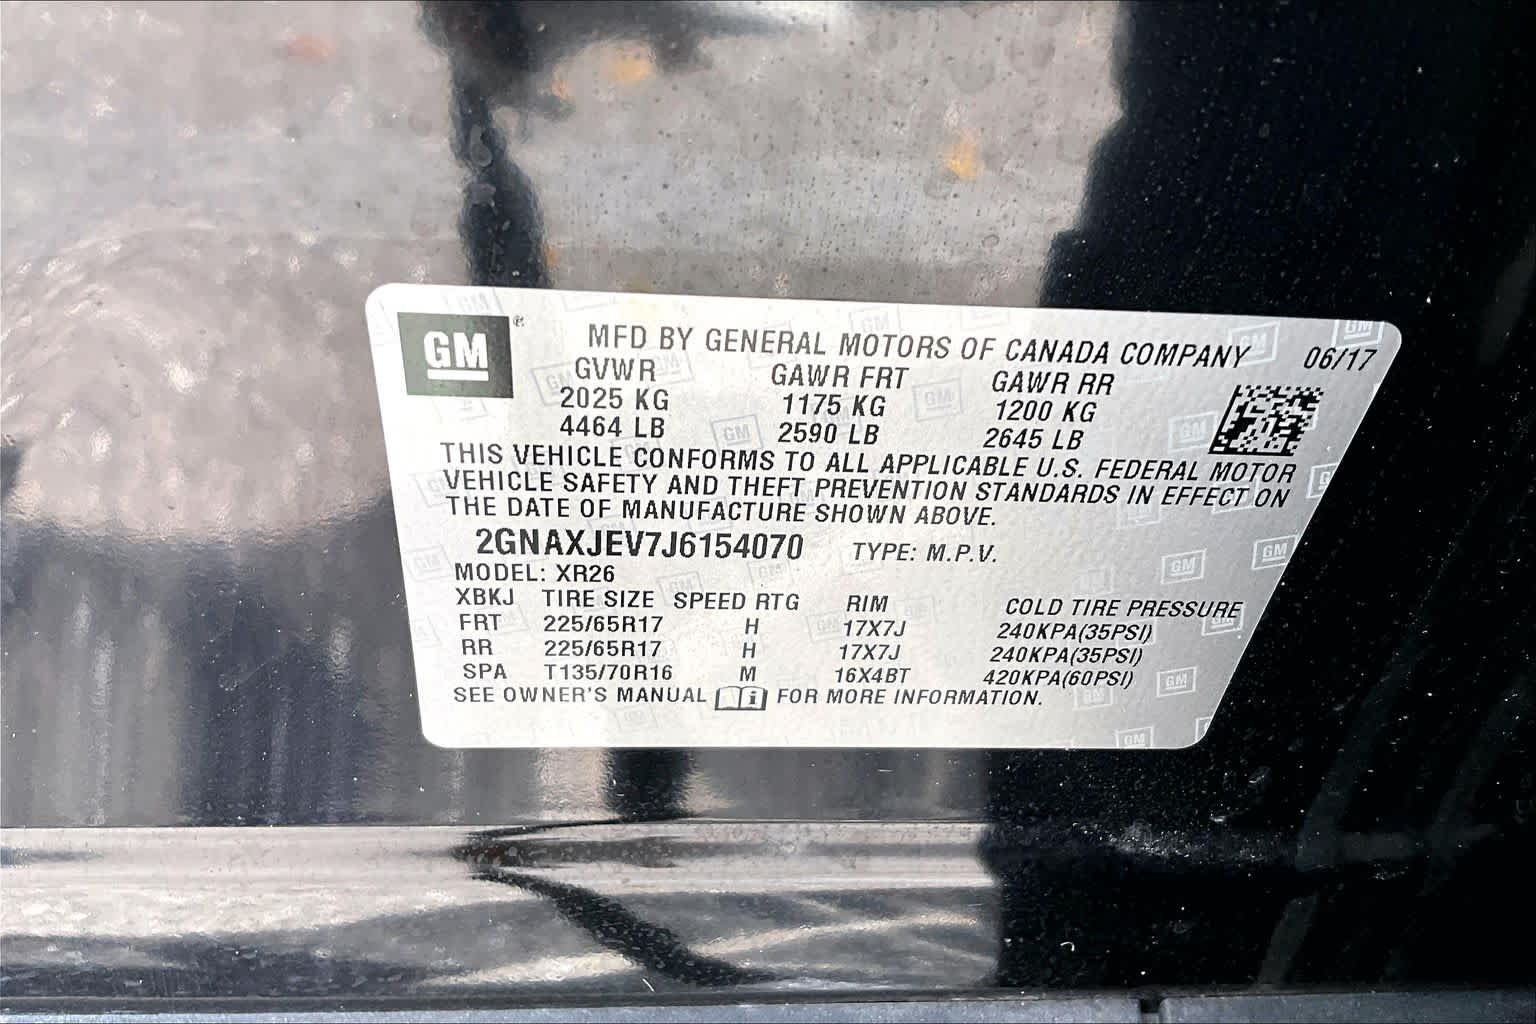 GM ® MFD BY GENERAL MOTORS OF CANADA COMPANY 06/17
GVWR GAWR FRT GAWR RR
2025 KG 1175 KG 1200 KG
4464 LB 2590 LB 2645 LB
THIS VEHICLE CONFORMS TO ALL APPLICABLE U.S. FEDERAL MOTOR
VEHICLE SAFETY AND THEFT PREVENTION STANDARDS IN EFFECT ON
THE DATE OF MANUFACTURE SHOWN ABOVE.
2GNAXJEV7J6154070 TYPE: M.P.V.
MODEL: XR26
XBKJ TIRE SIZE SPEED RTG RIM COLD TIRE PRESSURE
FRT 225/65R17 H 17X7J 240KPA(35PSI)
RR 225/65R17 H 17X7J 240KPA(35PSI)
SPA T135/70R16 M 16X4BT 420KPA(60PSI)
SEE OWNER'S MANUAL i FOR MORE INFORMATION.